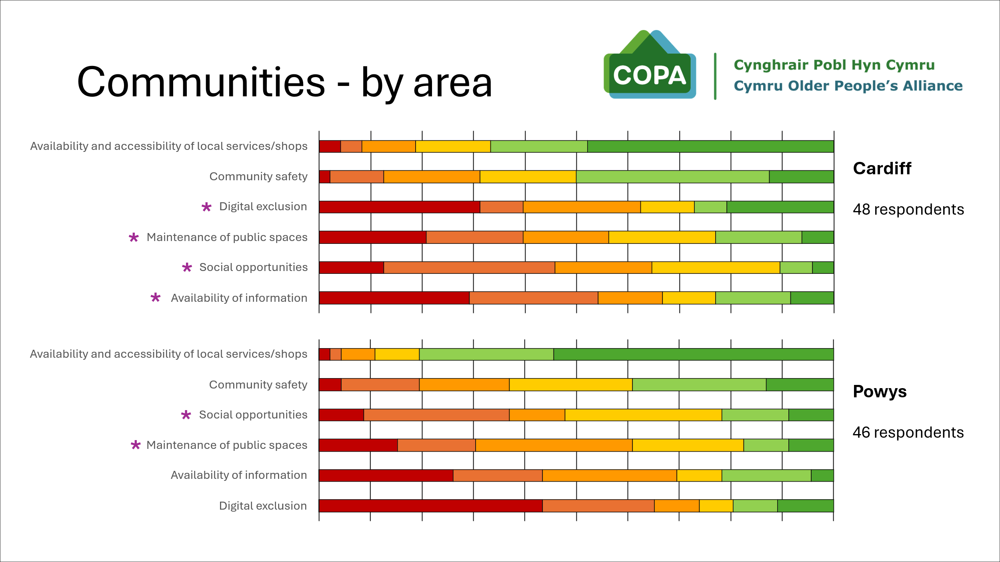 Communities - by area
COPA
Cynghrair Pobl Hyn Cymru
Cymru Older People’s Alliance
Availability and accessibility of local services/shops
Community safety
* Digital exclusion
* Maintenance of public spaces
* Social opportunities
* Availability of information
Cardiff
48 respondents
Availability and accessibility of local services/shops
Community safety
* Social opportunities
* Maintenance of public spaces
Availability of information
Digital exclusion
Powys
46 respondents